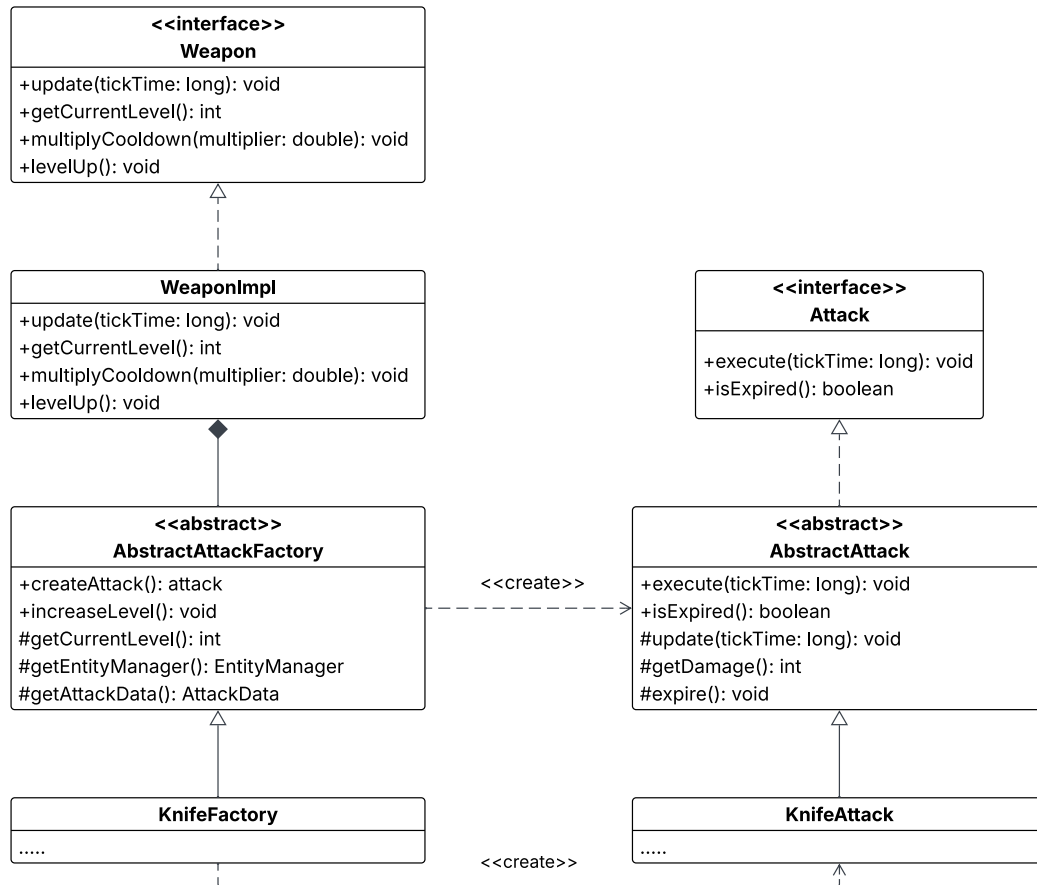 <<interface>>
Weapon
+update(tickTime: long): void
+getCurrentLevel(): int
+multiplyCooldown(multiplier: double): void
+levelUp(): void
WeaponImpl
+update(tickTime: long): void
+getCurrentLevel(): int
+multiplyCooldown(multiplier: double): void
+levelUp(): void
<<interface>>
Attack
+execute(tickTime: long): void
+isExpired(): boolean
<<abstract>>
AbstractAttackFactory
+createAttack(): attack
+increaseLevel(): void
#getCurrentLevel(): int
#getEntityManager(): EntityManager
#getAttackData(): AttackData
<<create>>
<<abstract>>
AbstractAttack
+execute(tickTime: long): void
+isExpired(): boolean
#update(tickTime: long): void
#getDamage(): int
#expire(): void
KnifeFactory
.....
<<create>>
KnifeAttack
.....